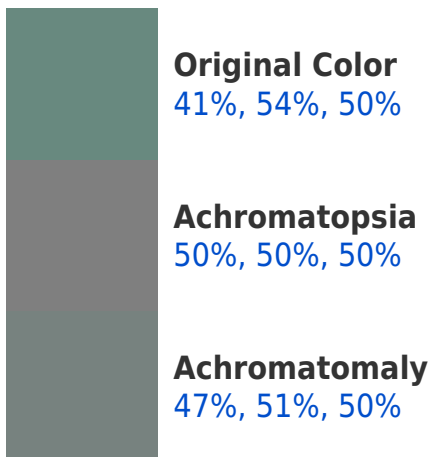 Original Color
41%, 54%, 50%
Achromatopsia
50%, 50%, 50%
Achromatomaly
47%, 51%, 50%